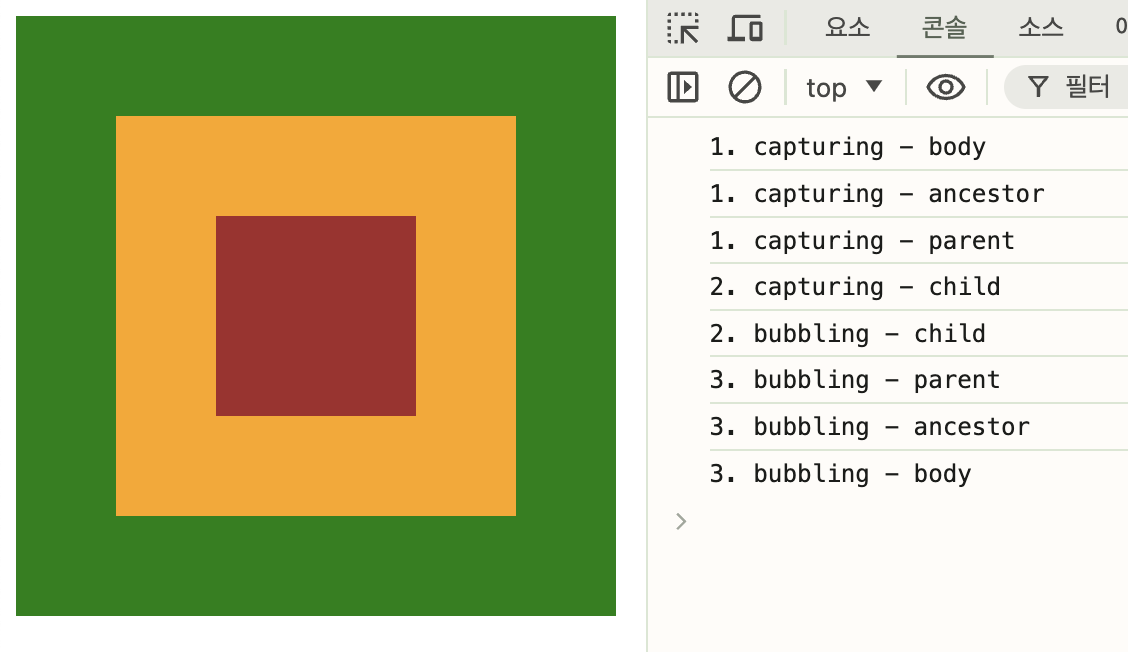 요소 콘솔 소스
top 필터
1. capturing – body
1. capturing – ancestor
1. capturing – parent
2. capturing – child
2. bubbling – child
3. bubbling – parent
3. bubbling – ancestor
3. bubbling – body